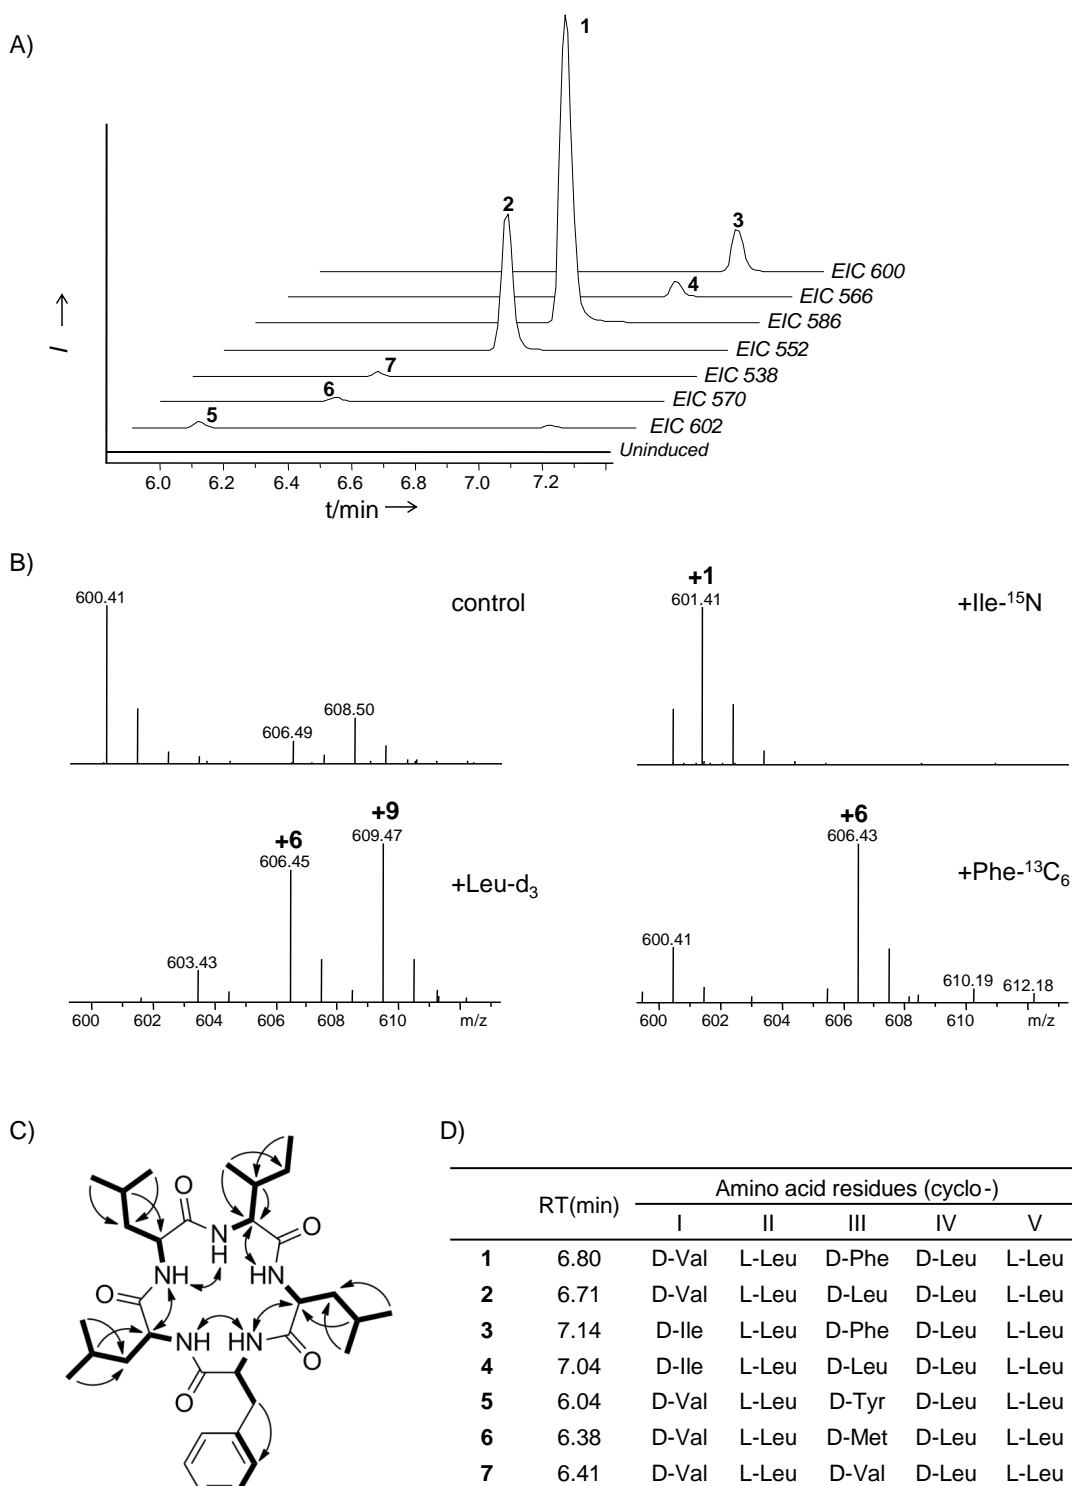 A)
1
2
3
EIC 600
4
EIC 566
EIC 586
EIC 552
7
EIC 538
6
EIC 570
5
EIC 602
Uninduced
I
6.0 6.2 6.4 6.6 6.8 7.0 7.2
t/min
B)
600.41
control
606.49
608.50
+1
601.41
+Ile-¹⁵N
+6
606.45
+9
609.47
603.43
+Leu-d₃
600 602 604 606 608 610 m/z
+6
606.43
+Phe-¹³C₆
600.41
610.19
612.18
600 602 604 606 608 610 m/z
C)
O
O
N
H
NH
HN
O
O
NH
HN
O
D)
RT(min) Amino acid residues (cyclo-)
I II III IV V
1 6.80 D-Val L-Leu D-Phe D-Leu L-Leu
2 6.71 D-Val L-Leu D-Leu D-Leu L-Leu
3 7.14 D-Ile L-Leu D-Phe D-Leu L-Leu
4 7.04 D-Ile L-Leu D-Leu D-Leu L-Leu
5 6.04 D-Val L-Leu D-Tyr D-Leu L-Leu
6 6.38 D-Val L-Leu D-Met D-Leu L-Leu
7 6.41 D-Val L-Leu D-Val D-Leu L-Leu